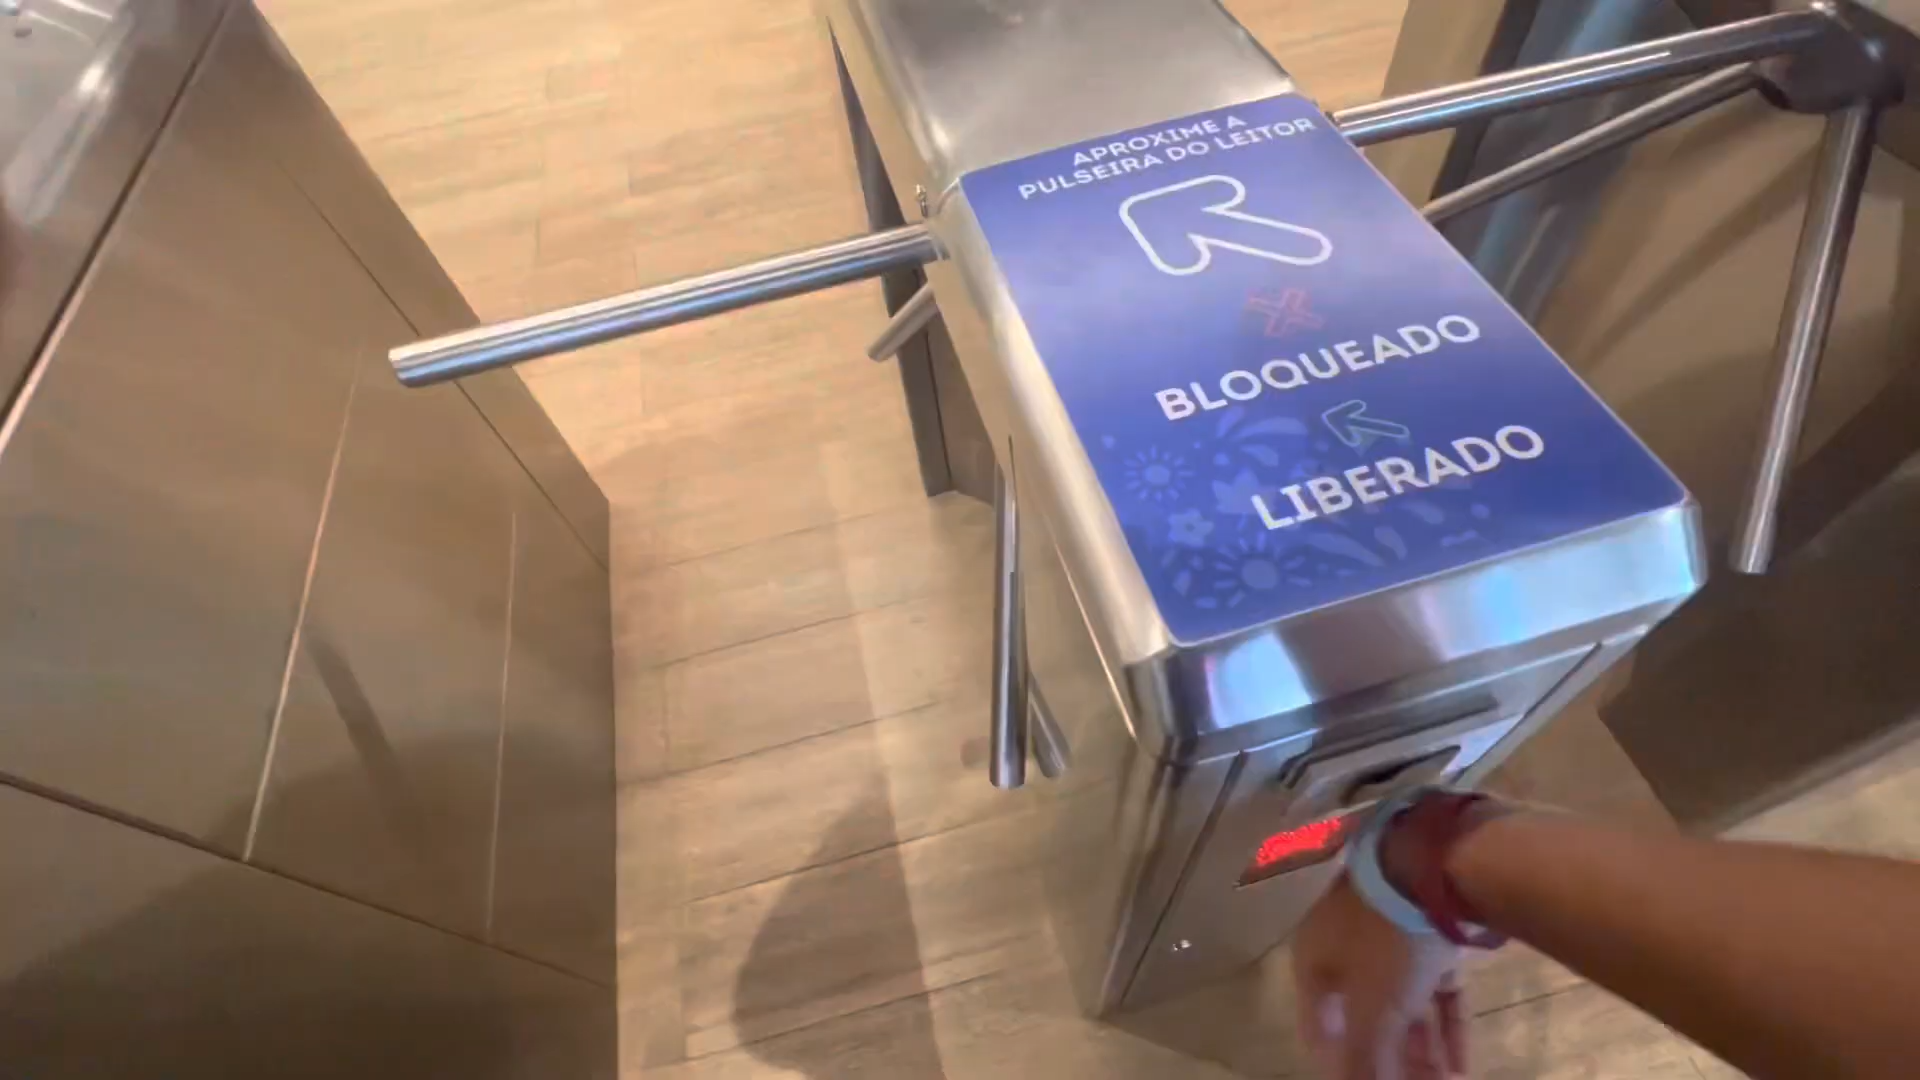 APROXIME A
PULSEIRA DO LEITOR
BLOQUEADO
LIBERADO